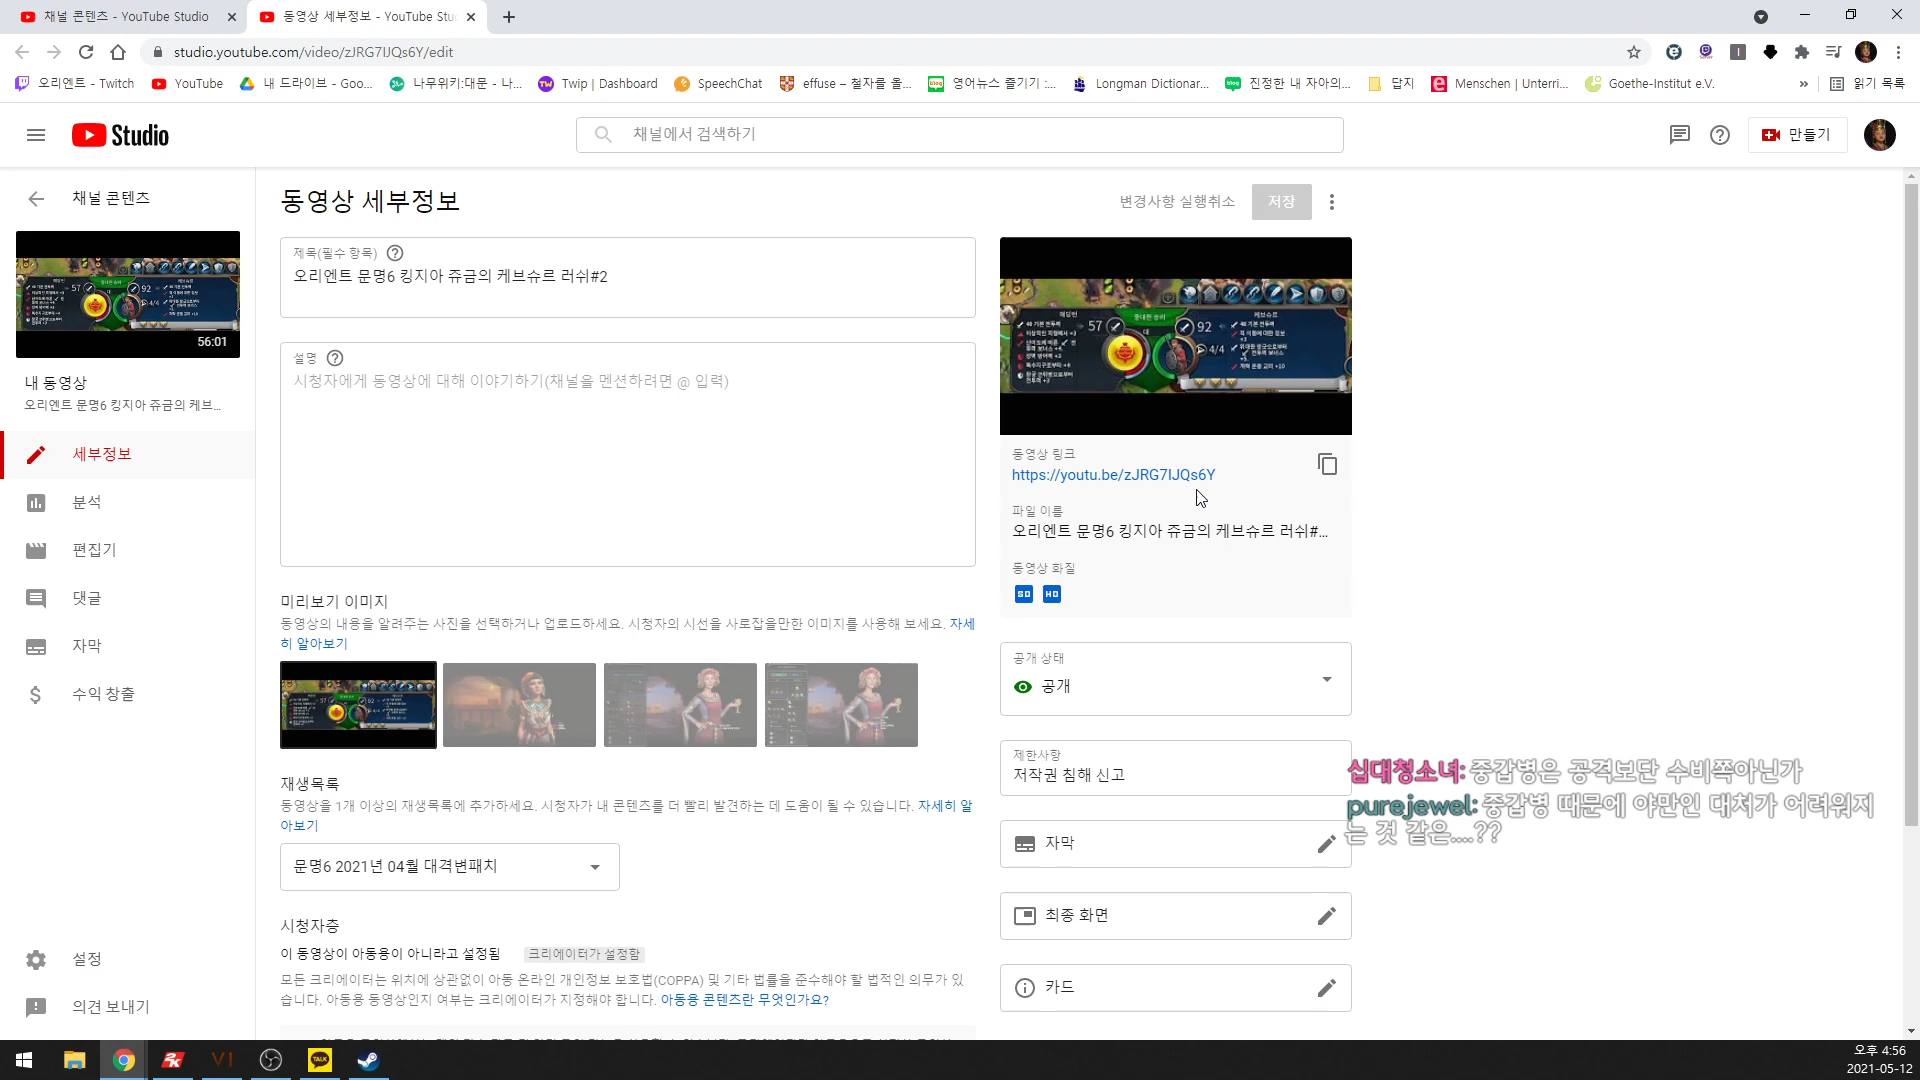 채널 콘텐츠 - YouTube Studio
동영상 세부정보 - YouTube Stu
studio.youtube.com/video/zJRG7IJQs6Y/edit
오리엔트 - Twitch
YouTube
내 드라이브 - Goo...
나무위키:대문 - 나...
Twip | Dashboard
SpeechChat
effuse – 철자를 올...
영어뉴스 즐기기 :...
Longman Dictionar...
진정한 내 자아의...
답지
Menschen | Unterri...
Goethe-Institut e.V.
»
읽기 목록
Studio
채널에서 검색하기
만들기
채널 콘텐츠
56:01
내 동영상
오리엔트 문명6 킹지아 쥬금의 케브...
세부정보
분석
편집기
댓글
자막
수익 창출
설정
의견 보내기
동영상 세부정보
변경사항 실행취소
저장
제목(필수 항목)
오리엔트 문명6 킹지아 쥬금의 케브슈르 러쉬#2
설명
시청자에게 동영상에 대해 이야기하기(채널을 멘션하려면 @ 입력)
미리보기 이미지
동영상의 내용을 알려주는 사진을 선택하거나 업로드하세요. 시청자의 시선을 사로잡을만한 이미지를 사용해 보세요. 자세
히 알아보기
재생목록
동영상을 1개 이상의 재생목록에 추가하세요. 시청자가 내 콘텐츠를 더 빨리 발견하는 데 도움이 될 수 있습니다. 자세히 알
아보기
문명6 2021년 04월 대격변패치
시청자층
이 동영상이 아동용이 아니라고 설정됨
크리에이터가 설정함
모든 크리에이터는 위치에 상관없이 아동 온라인 개인정보 보호법(COPPA) 및 기타 법률을 준수해야 할 법적인 의무가 있
습니다. 아동용 동영상인지 여부는 크리에이터가 지정해야 합니다. 아동용 콘텐츠란 무엇인가요?
57
92
4/4
동영상 링크
https://youtu.be/zJRG7IJQs6Y
파일 이름
오리엔트 문명6 킹지아 쥬금의 케브슈르 러쉬#...
동영상 화질
SD
HD
공개 상태
공개
제한사항
저작권 침해 신고
자막
최종 화면
카드
십대청소녀: 중갑병은 공격보단 수비쪽아닌가
purejewel: 중갑병 때문에 야만인 대처가 어려워지
는 것 같은....??
TALK
오후 4:56
2021-05-12